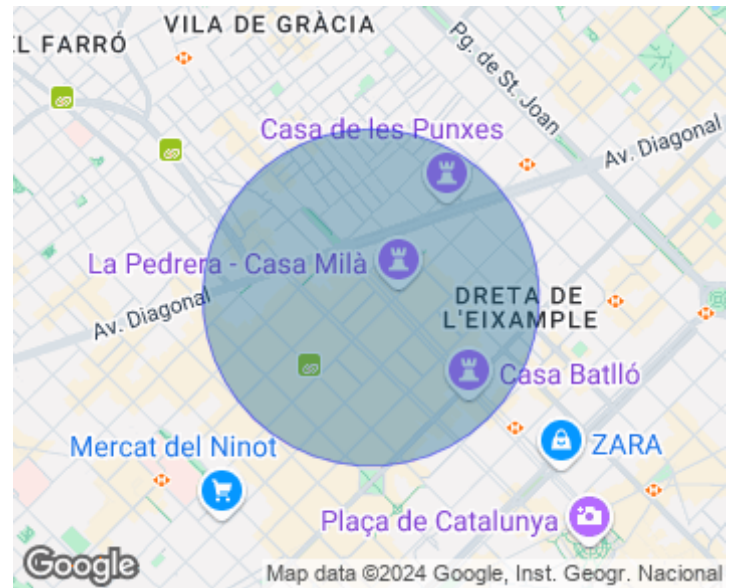 VILA DE GRÀCIA
EL FARRÓ
Pg. de St. Joan
Casa de les Punxes
Av. Diagonal
La Pedrera - Casa Milà
DRETA DE
L'EIXAMPLE
Av. Diagonal
Casa Batlló
ZARA
Mercat del Ninot
Plaça de Catalunya
Google
Map data ©2024 Google, Inst. Geogr. Nacional